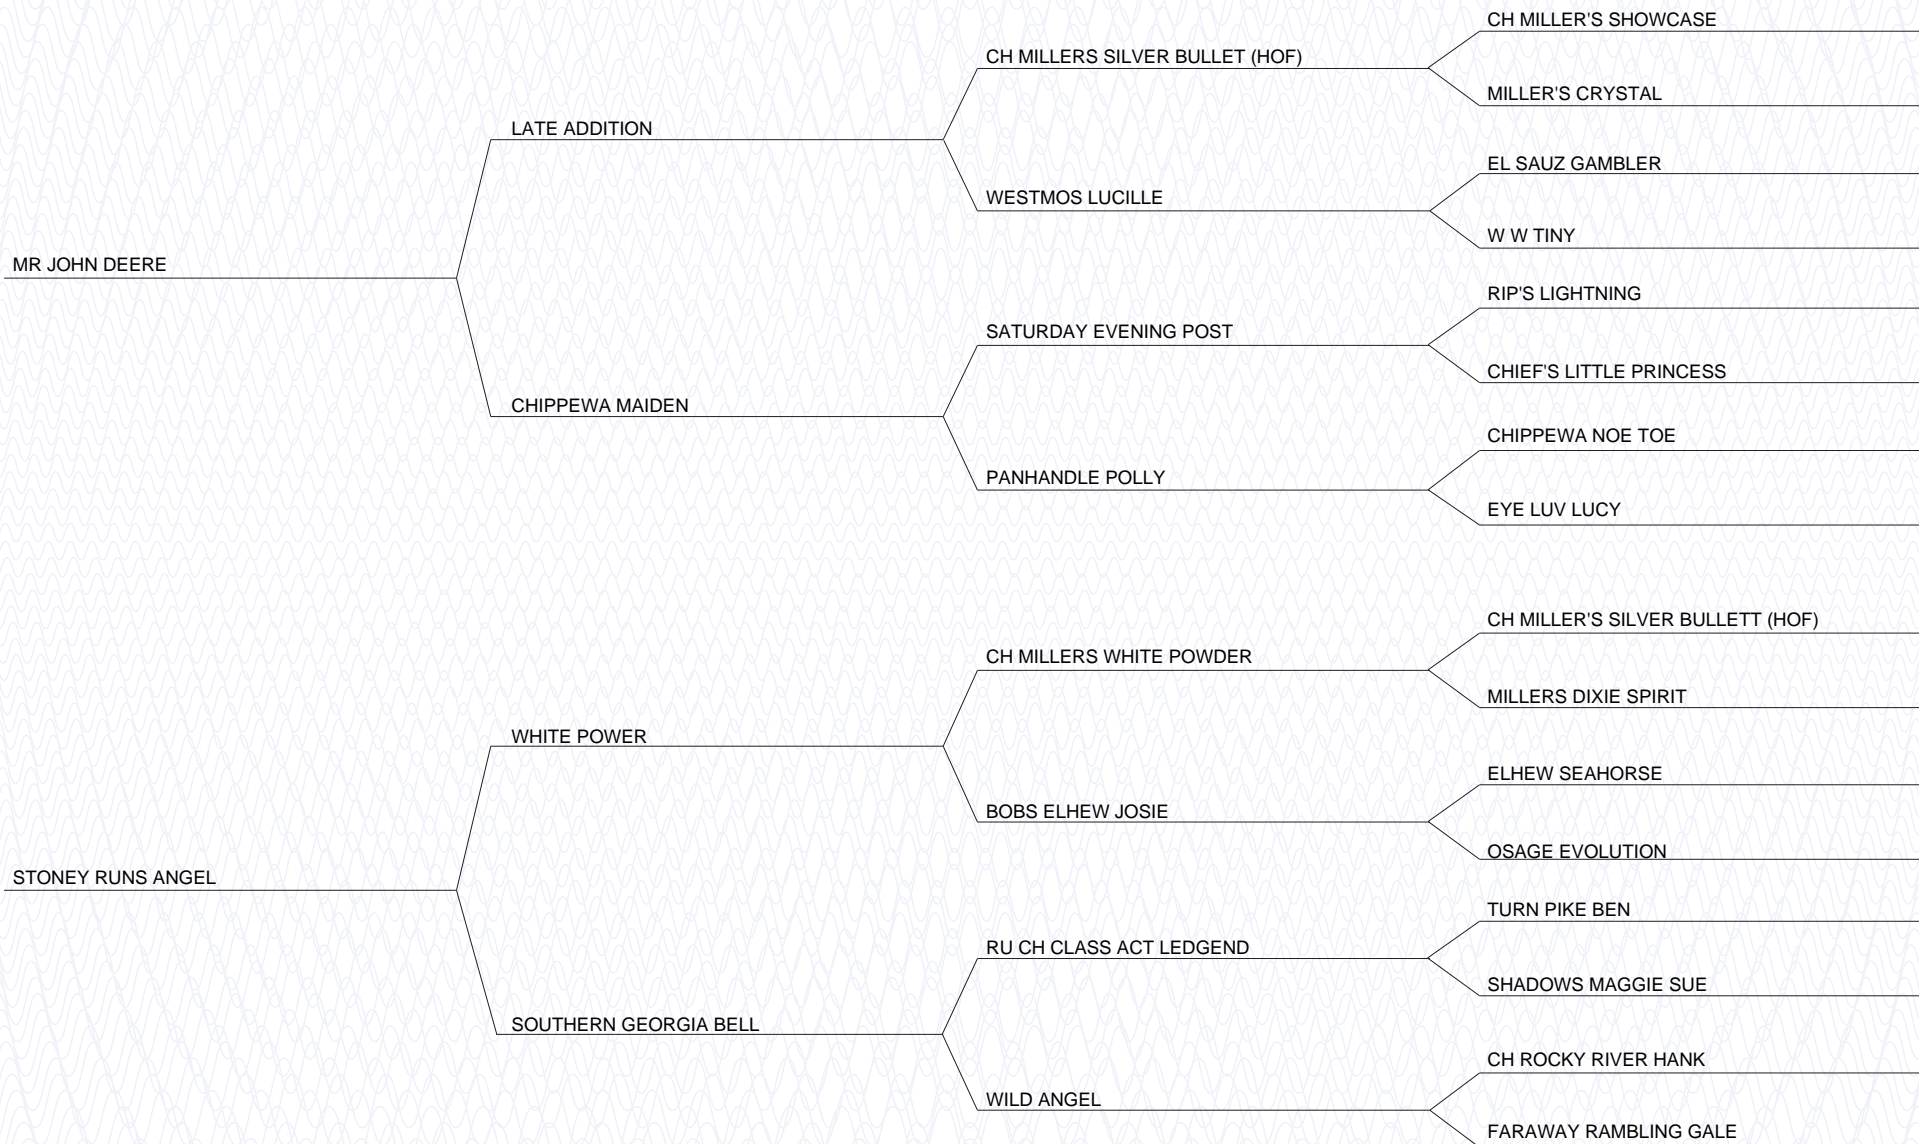 CH MILLER'S SHOWCASE
CH MILLERS SILVER BULLET (HOF)
MILLER'S CRYSTAL
LATE ADDITION
EL SAUZ GAMBLER
WESTMOS LUCILLE
W W TINY
MR JOHN DEERE
RIP'S LIGHTNING
SATURDAY EVENING POST
CHIEF'S LITTLE PRINCESS
CHIPPEWA MAIDEN
CHIPPEWA NOE TOE
PANHANDLE POLLY
EYE LUV LUCY
CH MILLER'S SILVER BULLETT (HOF)
CH MILLERS WHITE POWDER
MILLERS DIXIE SPIRIT
WHITE POWER
ELHEW SEAHORSE
BOBS ELHEW JOSIE
OSAGE EVOLUTION
STONEY RUNS ANGEL
TURN PIKE BEN
RU CH CLASS ACT LEDGEND
SHADOWS MAGGIE SUE
SOUTHERN GEORGIA BELL
CH ROCKY RIVER HANK
WILD ANGEL
FARAWAY RAMBLING GALE